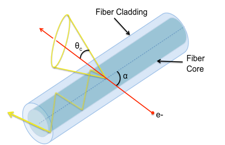 Fiber Cladding
θc
Fiber
Core
α
e-